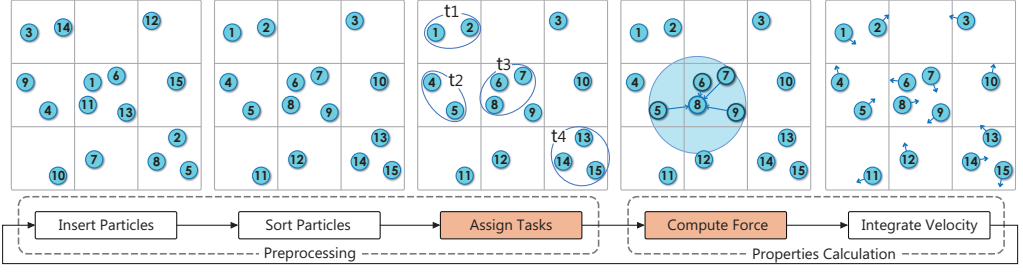 3 14 12
9 1 6 15
4 11 13
2
7 8 5
10
1 2 3
4 6 7 10
5 8 9
13
12 14 15
11
t1
1 2 3
t3
4 t2 6 7 10
5 8 9
t4 13
12 14 15
11
1 2 3
4 6 7 10
5 8 9
13
12 14 15
11
1 2 3
4 6 7 10
5 8 9
13
12 14 15
11
Insert Particles Sort Particles Assign Tasks Compute Force Integrate Velocity
Preprocessing Properties Calculation